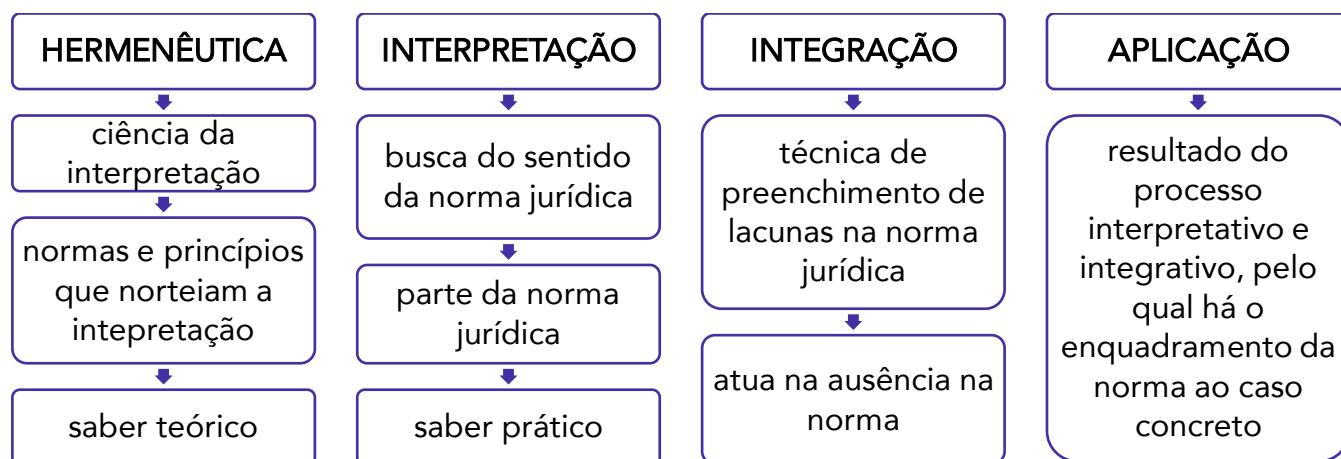 HERMENÊUTICA
ciência da
interpretação
normas e princípios
que norteiam a
intepretação
saber teórico
INTERPRETAÇÃO
busca do sentido
da norma jurídica
parte da norma
jurídica
saber prático
INTEGRAÇÃO
técnica de
preenchimento de
lacunas na norma
jurídica
atua na ausência na
norma
APLICAÇÃO
resultado do
processo
interpretativo e
integrativo, pelo
qual há o
enquadramento da
norma ao caso
concreto